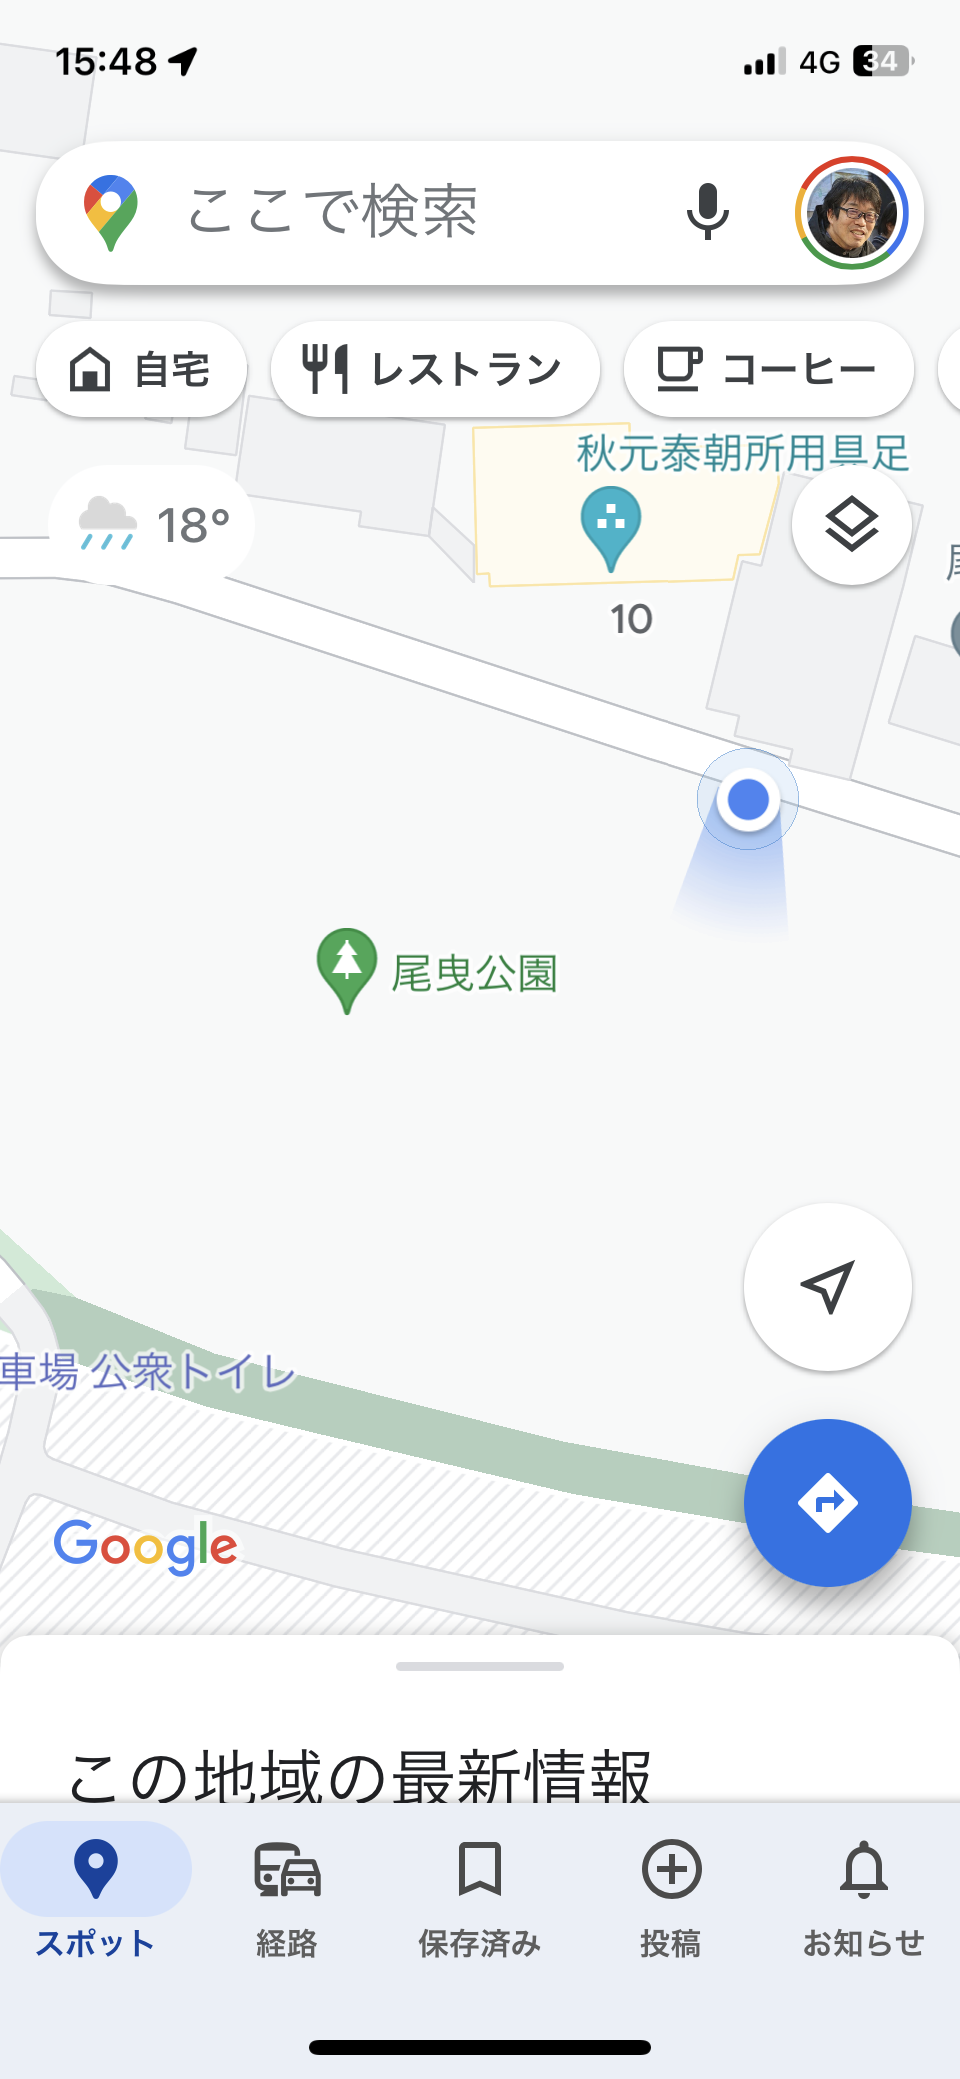 15:48
4G
34
ここで検索
自宅
レストラン
コーヒー
秋元泰朝所用具足
18°
10
尾曳公園
車場 公衆トイレ
Google
この地域の最新情報
スポット
経路
保存済み
投稿
お知らせ